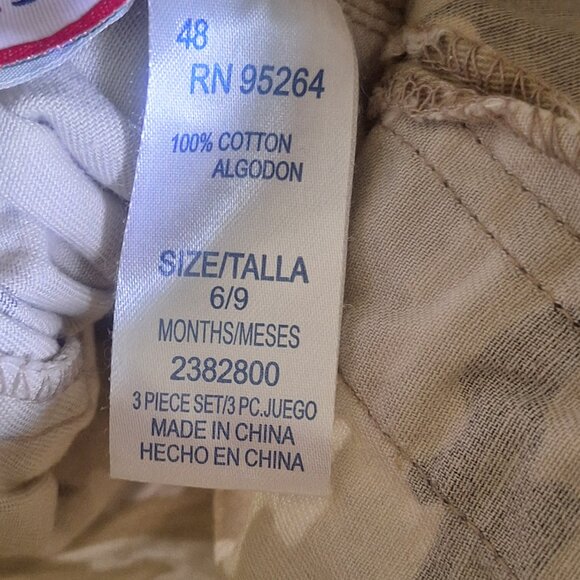 48
RN 95264
100% COTTON
ALGODON
SIZE/TALLA
6/9
MONTHS/MESES
2382800
3 PIECE SET/3 PC.JUEGO
MADE IN CHINA
HECHO EN CHINA